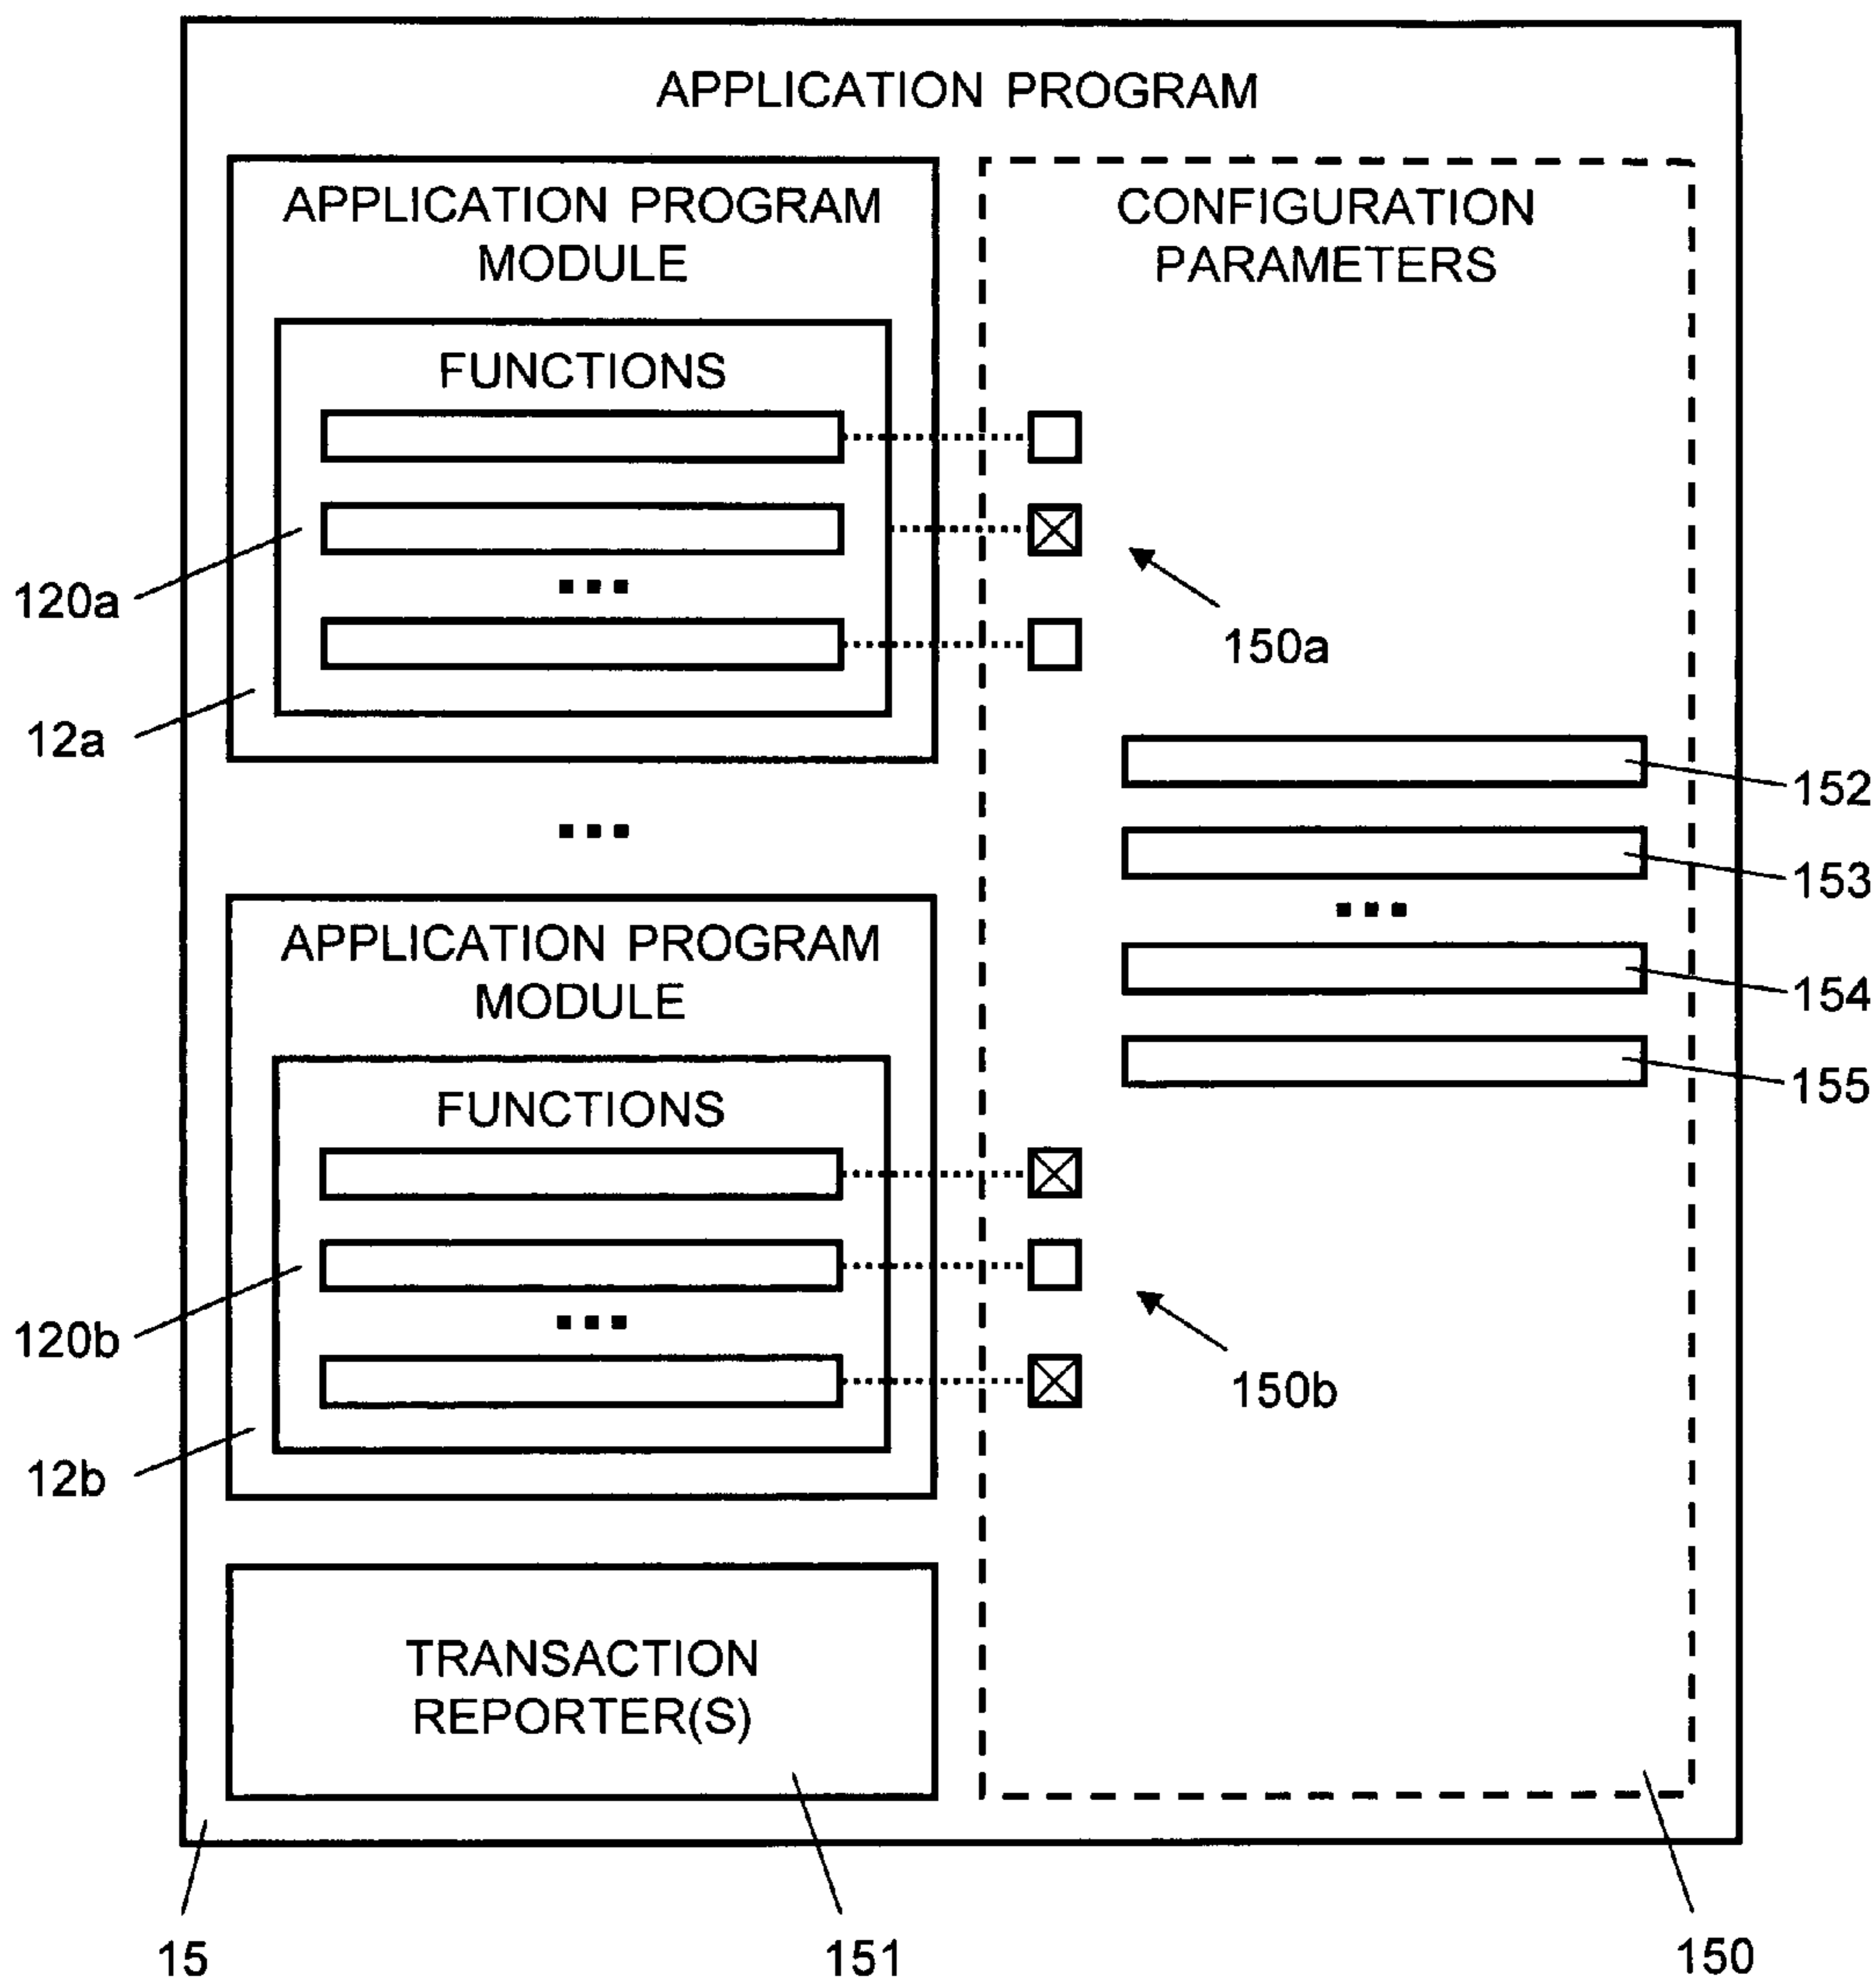 APPLICATION PROGRAM
APPLICATION PROGRAM
MODULE
FUNCTIONS
120a
12a
CONFIGURATION
PARAMETERS
150a
152
153
154
155
APPLICATION PROGRAM
MODULE
FUNCTIONS
120b
12b
150b
TRANSACTION
REPORTER(S)
15
151
150